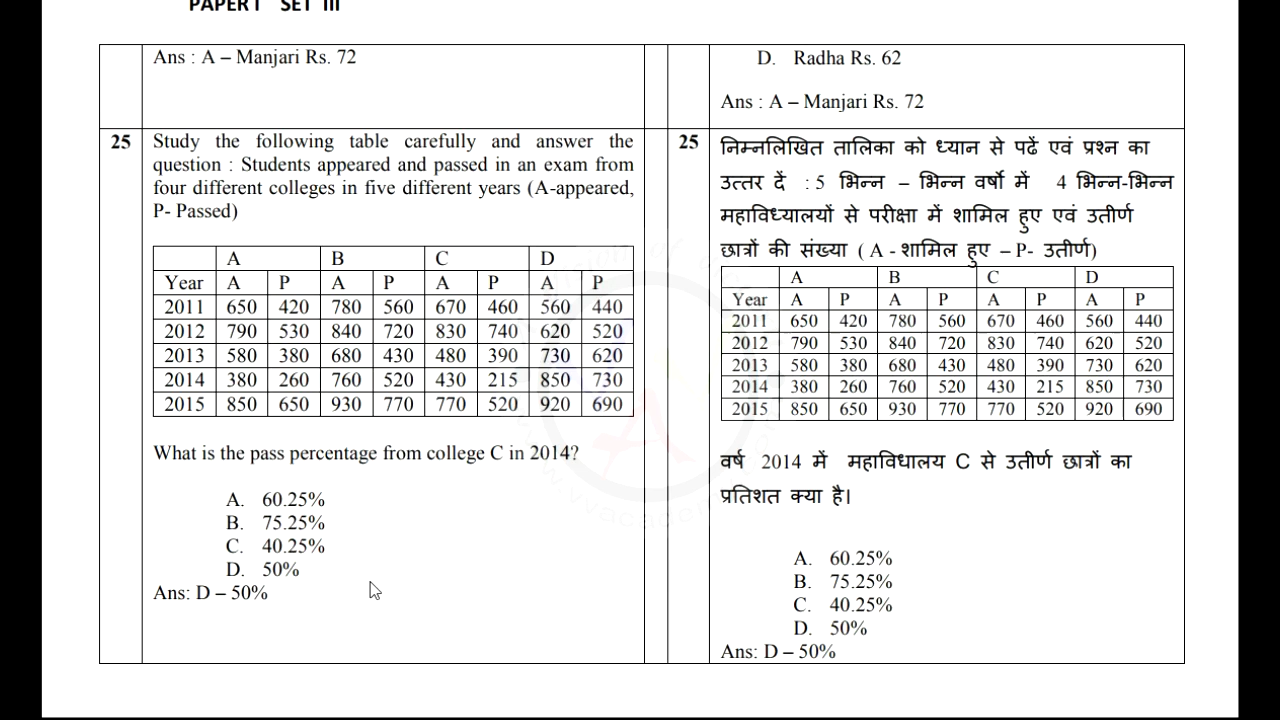 PAPER I SET III
Ans : A – Manjari Rs. 72
25 Study the following table carefully and answer the
question : Students appeared and passed in an exam from
four different colleges in five different years (A-appeared,
P- Passed)
A B C D
Year A P A P A P A P
2011 650 420 780 560 670 460 560 440
2012 790 530 840 720 830 740 620 520
2013 580 380 680 430 480 390 730 620
2014 380 260 760 520 430 215 850 730
2015 850 650 930 770 770 520 920 690
What is the pass percentage from college C in 2014?
A. 60.25%
B. 75.25%
C. 40.25%
D. 50%
Ans: D – 50%
D. Radha Rs. 62
Ans : A – Manjari Rs. 72
25 निम्नलिखित तालिका को ध्यान से पढें एवं प्रश्न का
उत्तर दें : 5 भिन्न – भिन्न वर्षो में 4 भिन्न-भिन्न
महाविध्यालयों से परीक्षा में शामिल हुए एवं उतीर्ण
छात्रों की संख्या ( A - शामिल हुए – P- उतीर्ण)
A B C D
Year A P A P A P A P
2011 650 420 780 560 670 460 560 440
2012 790 530 840 720 830 740 620 520
2013 580 380 680 430 480 390 730 620
2014 380 260 760 520 430 215 850 730
2015 850 650 930 770 770 520 920 690
वर्ष 2014 में महाविधालय C से उतीर्ण छात्रों का
प्रतिशत क्या है।
A. 60.25%
B. 75.25%
C. 40.25%
D. 50%
Ans: D – 50%